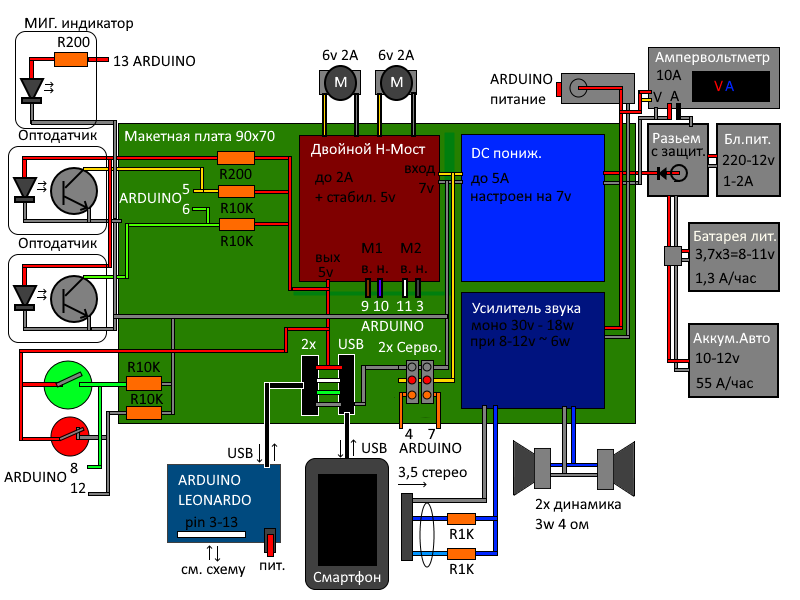 МИГ. индикатор
R200
13 ARDUINO
Оптодатчик
6v 2A
6v 2A
M
M
ARDUINO
питание
Ампервольтметр
10A
V A
V A
Макетная плата 90x70
R200
ARDUINO
5
6
R10K
R10K
Двойной H-Мост
до 2A
+ стабил. 5v
вход
7v
вых
5v
M1
M2
в. н.
в. н.
9 10
11 3
ARDUINO
DC пониж.
до 5A
настроен на 7v
Разьем
с защит.
Бл.пит.
220-12v
1-2A
Батарея лит.
3,7x3=8-11v
1,3 А/час
Оптодатчик
Усилитель звука
моно 30v - 18w
при 8-12v ~ 6w
Аккум.Авто
10-12v
55 А/час
2x
USB
2x Серво.
R10K
R10K
ARDUINO
8
12
4
7
ARDUINO
USB
USB
ARDUINO
LEONARDO
pin 3-13
см. схему
пит.
Смартфон
3,5 стерео
R1K
R1K
2x динамика
3w 4 ом